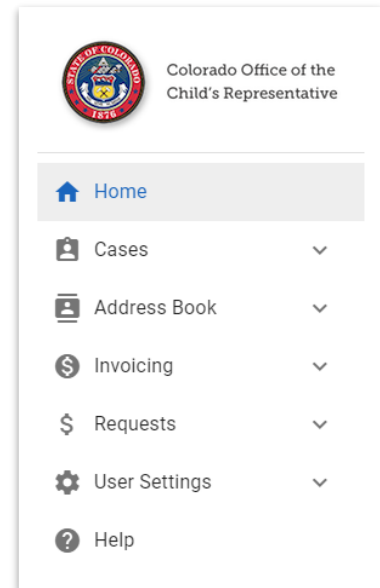 STATE OF COLORADO
1876
Colorado Office of the
Child's Representative
Home
Cases
Address Book
Invoicing
Requests
User Settings
Help